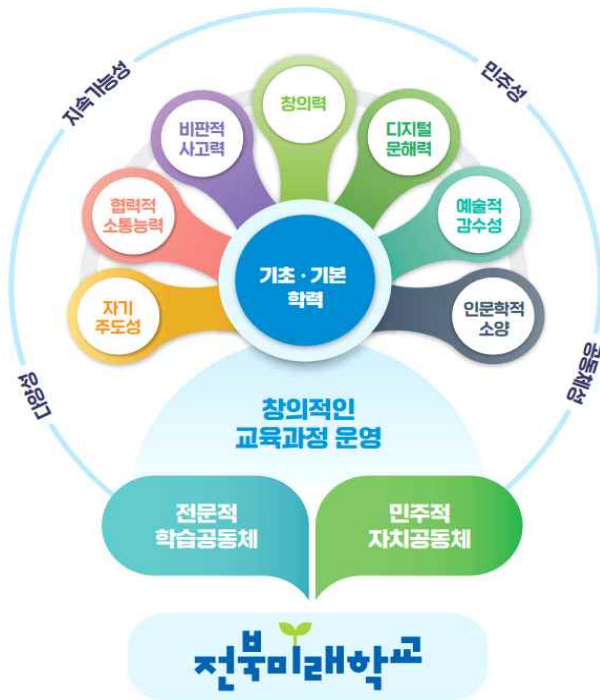 지속가능성
민주성
다양성
공동체성
창의력
비판적
사고력
디지털
문해력
협력적
소통능력
예술적
감수성
자기
주도성
기초 · 기본
학력
인문학적
소양
창의적인
교육과정 운영
전문적
학습공동체
민주적
자치공동체
전북미래학교